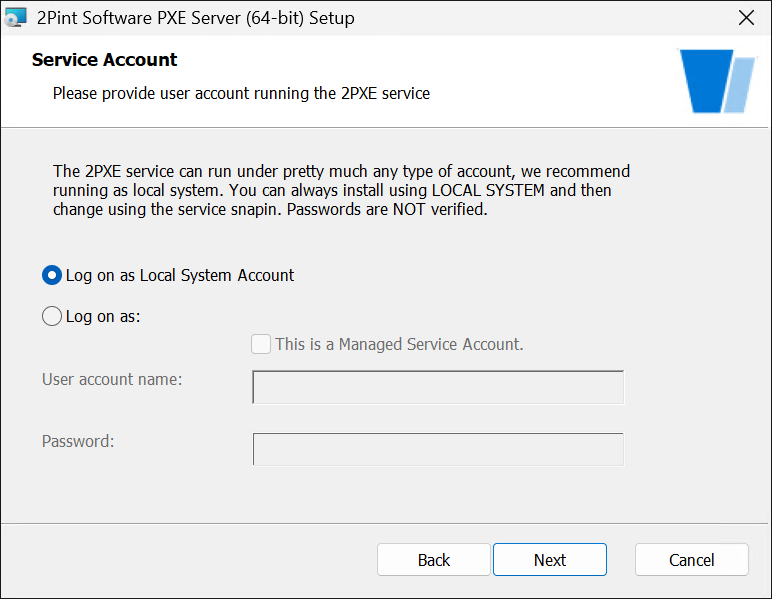 2Pint Software PXE Server (64-bit) Setup
Service Account
Please provide user account running the 2PXE service
The 2PXE service can run under pretty much any type of account, we recommend
running as local system. You can always install using LOCAL SYSTEM and then
change using the service snapin. Passwords are NOT verified.
Log on as Local System Account
Log on as:
This is a Managed Service Account.
User account name:
Password:
Back
Next
Cancel